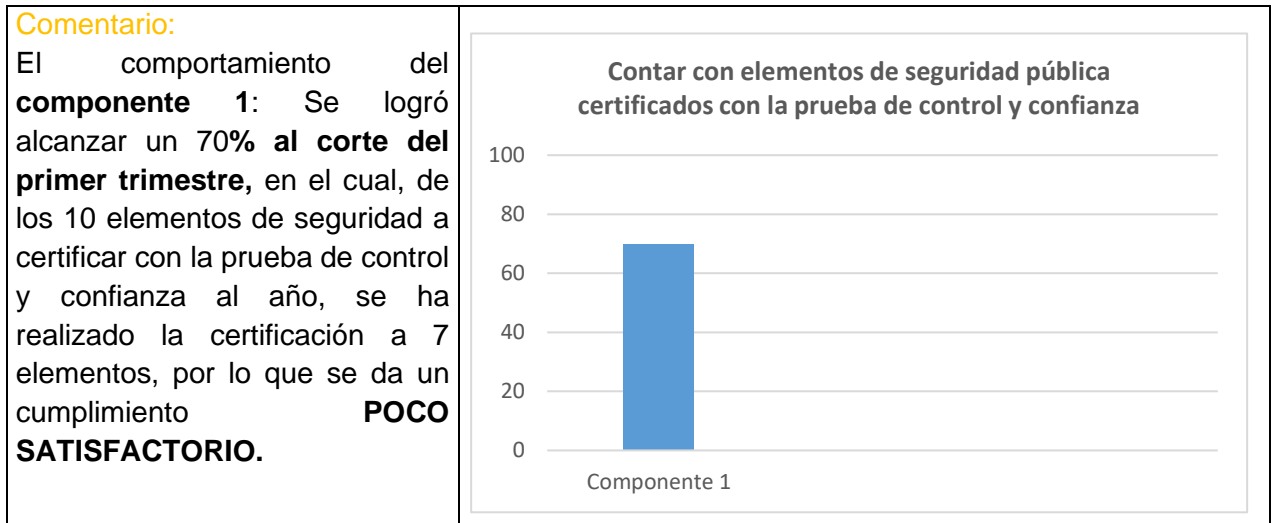 Comentario:
El comportamiento del
componente 1: Se logró
alcanzar un 70% al corte del
primer trimestre, en el cual, de
los 10 elementos de seguridad a
certificar con la prueba de control
y confianza al año, se ha
realizado la certificación a 7
elementos, por lo que se da un
cumplimiento POCO
SATISFACTORIO.
Contar con elementos de seguridad pública
certificados con la prueba de control y confianza
100
80
60
40
20
0
Componente 1